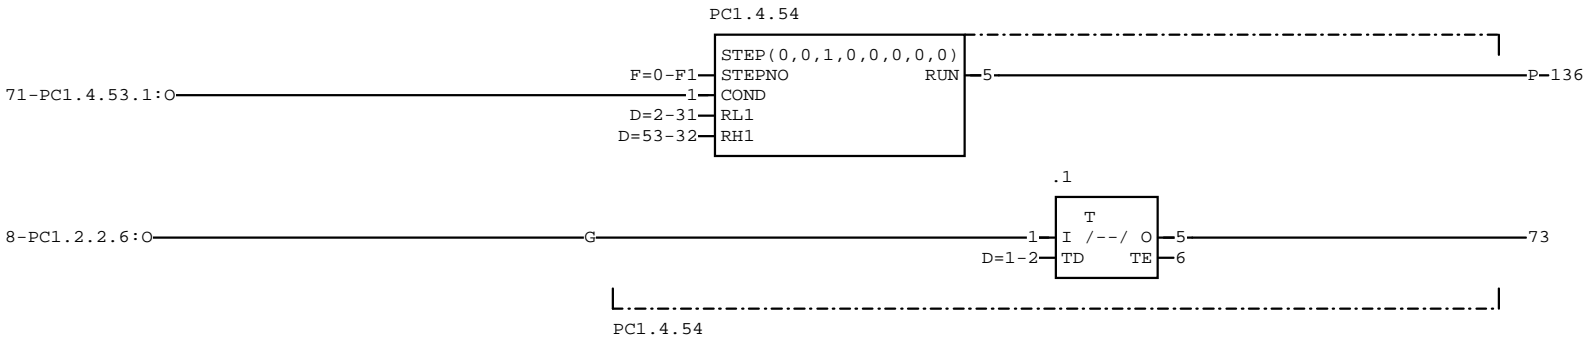 PC1.4.54
STEP(0,0,1,0,0,0,0,0)
F=0-F1 STEPNO RUN 5 P-136
71-PC1.4.53.1:O 1 COND
D=2-31 RL1
D=53-32 RH1
.1
T
8-PC1.2.2.6:O G 1 I /--/ O 5 73
D=1-2 TD TE 6
PC1.4.54